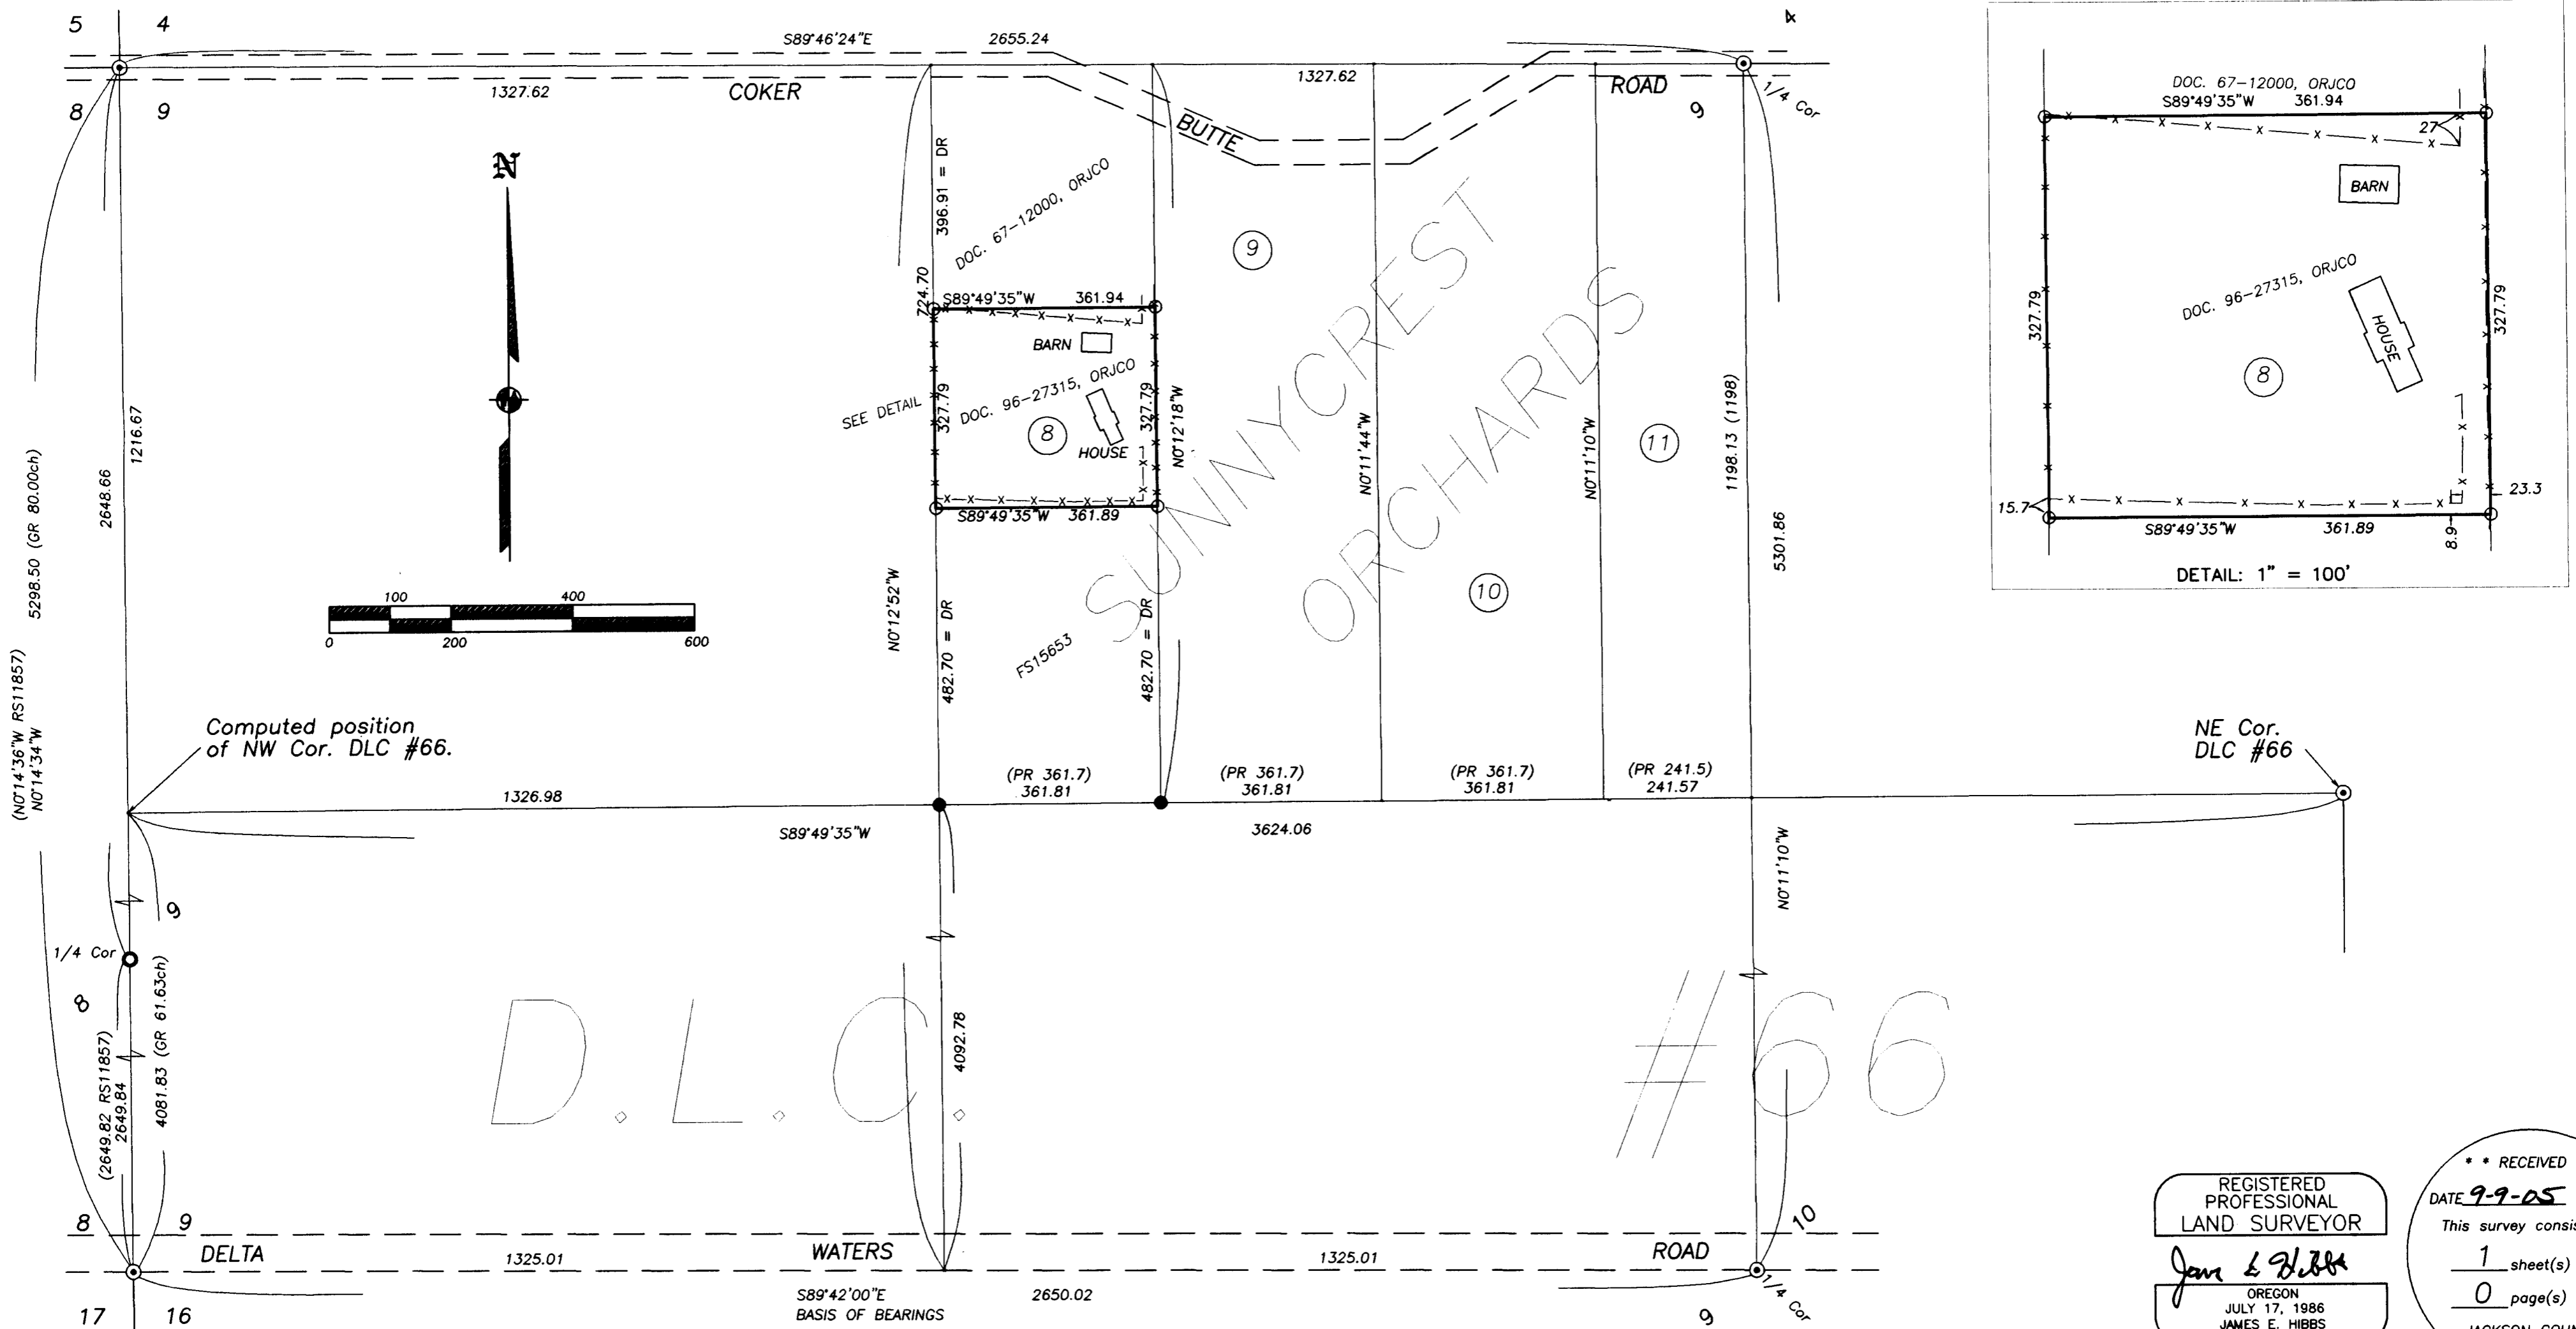 5 4
S89°46'24"E 2655.24
4
1327.62 COKER 1327.62 ROAD
8 9
BUTTE
9
1/4 Cor
N
396.91 = DR
724.70
DOC. 67-12000, ORJCO
S89°49'35"W 361.94
BARN
SEE DETAIL
327.79
DOC. 96-27315, ORJCO
8
HOUSE
327.79
N0°12'18"W
S89°49'35"W 361.89
9
SUNNYCREST
ORCHARDS
N0°11'44"W
N0°11'10"W
10
11
1198.13 (1198)
5301.86
1216.67
2648.66
5298.50 (GR 80.00ch)
(N0°14'36"W RS11857)
N0°14'34"W
100 400
0 200 600
N0°12'52"W
482.70 = DR
FS15653
482.70 = DR
Computed position
of NW Cor. DLC #66.
(PR 361.7) (PR 361.7) (PR 361.7) (PR 241.5)
1326.98 361.81 361.81 361.81 241.57
S89°49'35"W 3624.06
NE Cor.
DLC #66
N0°11'10"W
9
1/4 Cor
8
(2649.82 RS11857)
2649.84
4081.83 (GR 61.63ch)
4092.78
D.L.C. #66
8 9
10
DELTA 1325.01 WATERS 1325.01 ROAD
S89°42'00"E 2650.02
BASIS OF BEARINGS
17 16
9
1/4 Cor
DOC. 67-12000, ORJCO
S89°49'35"W 361.94
27
BARN
327.79
DOC. 96-27315, ORJCO
HOUSE
327.79
8
15.7
23.3
S89°49'35"W 361.89
8.9
DETAIL: 1" = 100'
REGISTERED
PROFESSIONAL
LAND SURVEYOR
James E Hibbs
OREGON
JULY 17, 1986
JAMES E. HIBBS
* * RECEIVED
DATE 9-9-05
This survey consis
1 sheet(s)
0 page(s)